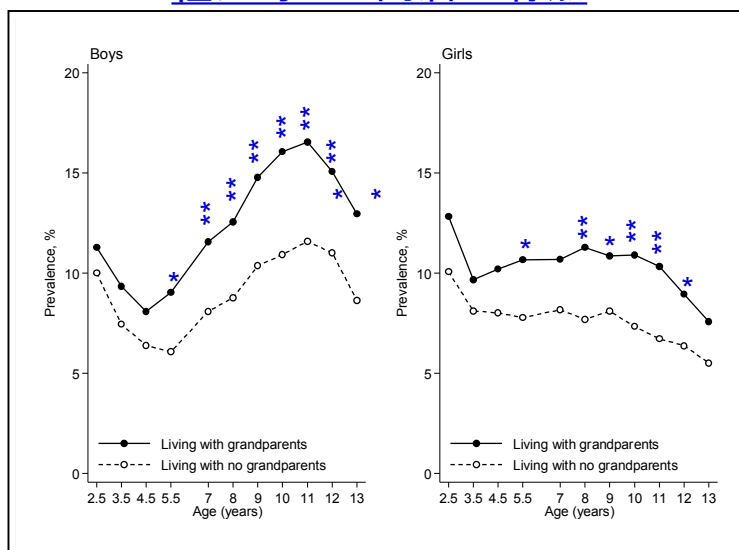 Boys
20
15
10
5
0
Prevalence, %
**
**
**
**
**
**
*
*
*
Living with grandparents
Living with no grandparents
2.5 3.5 4.5 5.5 7 8 9 10 11 12 13
Age (years)
Girls
20
15
10
5
0
Prevalence, %
*
**
*
**
**
*
Living with grandparents
Living with no grandparents
2.5 3.5 4.5 5.5 7 8 9 10 11 12 13
Age (years)